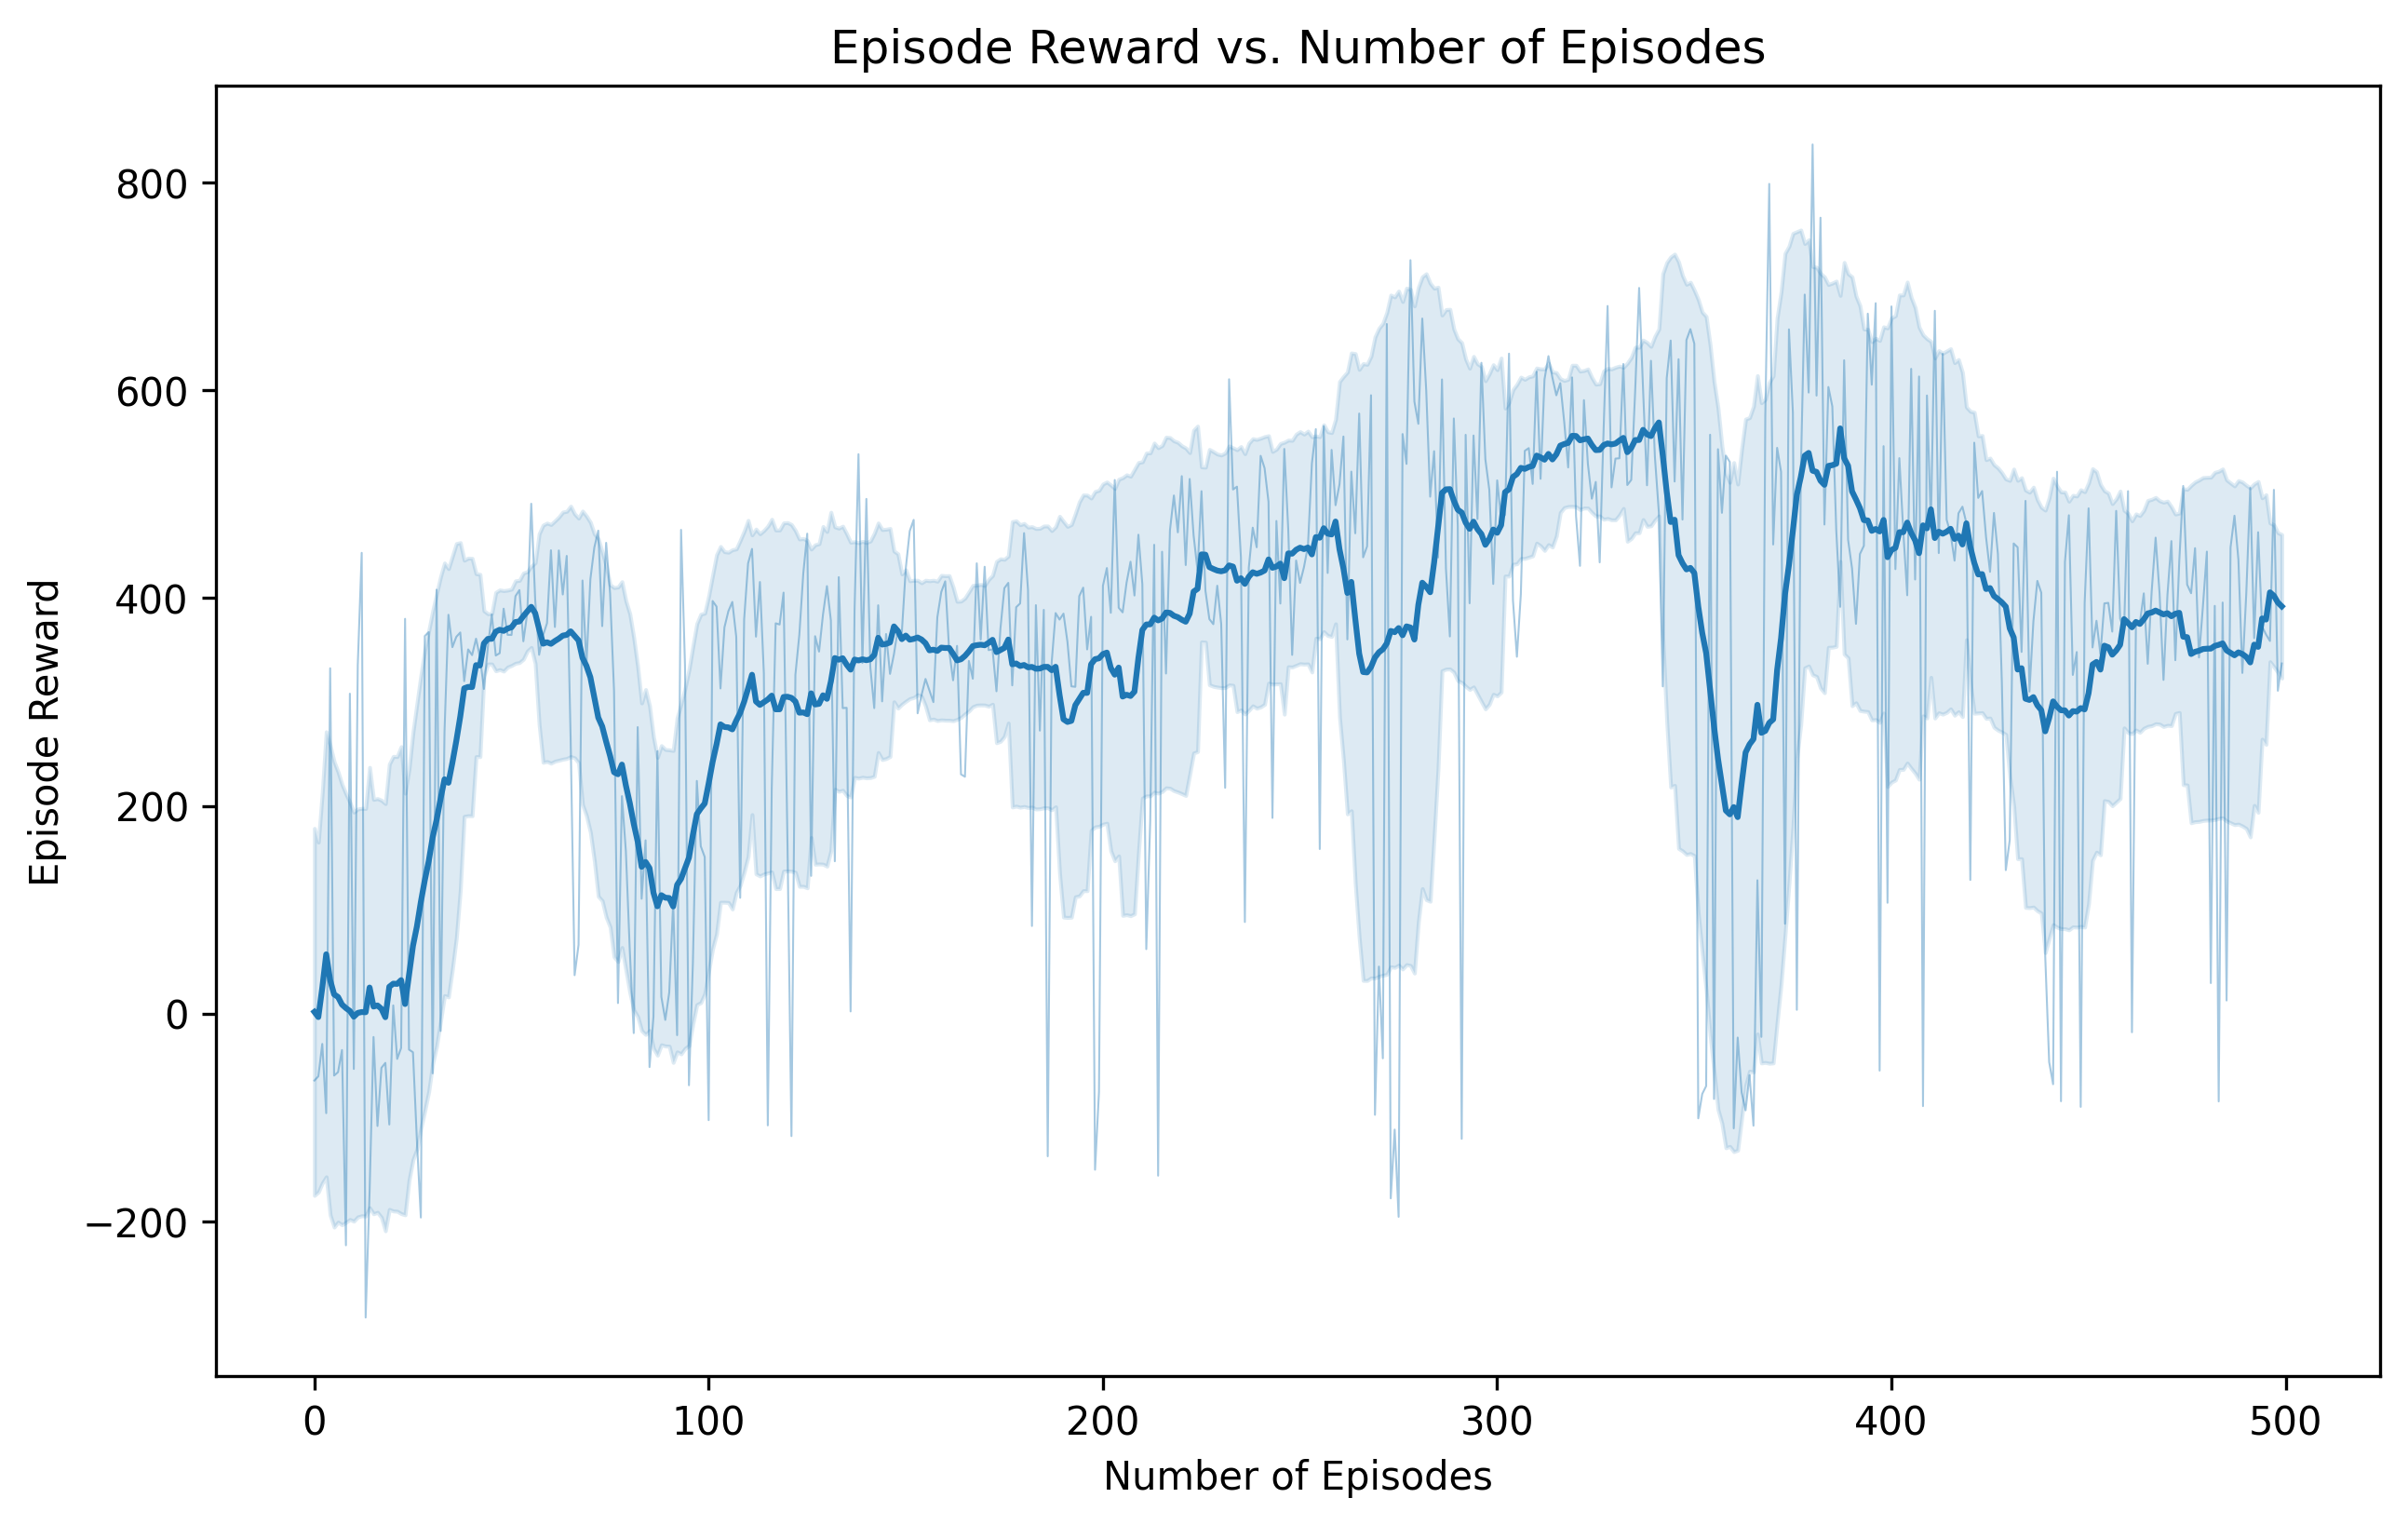 Episode Reward vs. Number of Episodes
Episode Reward
800
600
400
200
0
−200
0 100 200 300 400 500
Number of Episodes